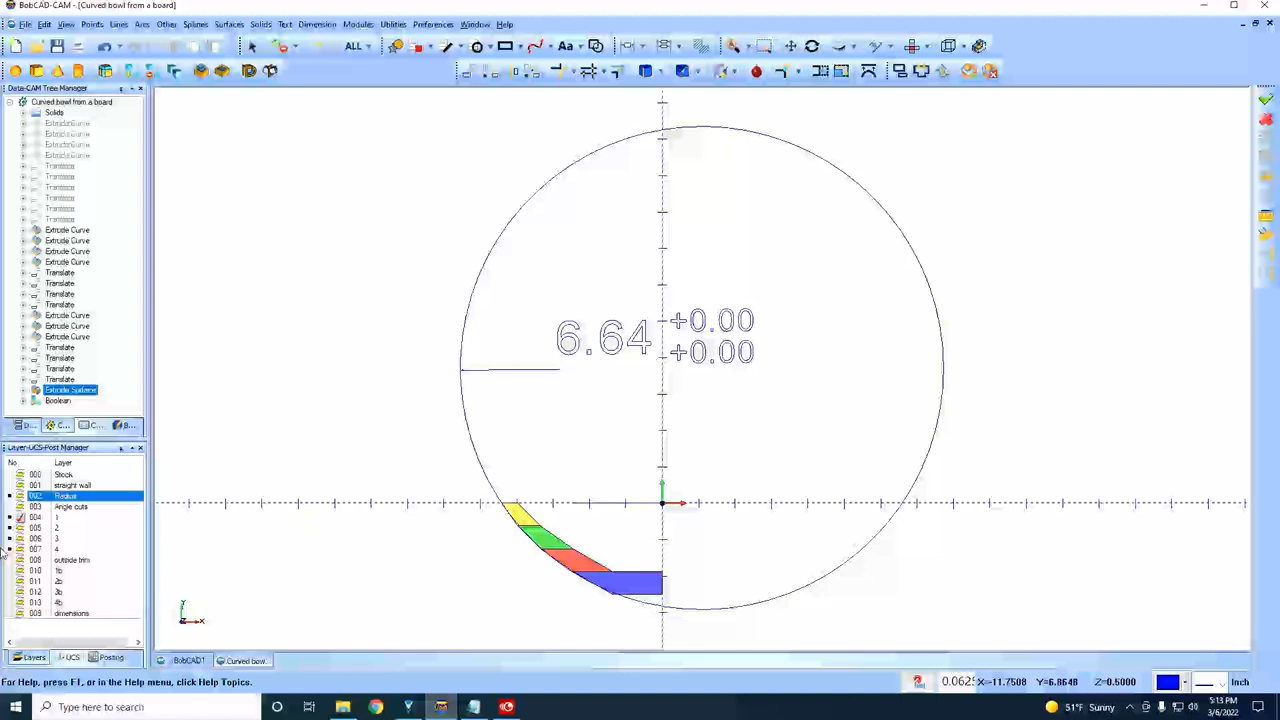 BobCAD-CAM - [Curved bowl from a board]
File Edit View Points Lines Arcs Other Splines Surfaces Solids Text Dimension Modules Utilities Preferences Window Help
ALL
Aa
Data-CAM Tree Manager
Curved bowl from a board
Solids
Extrude Curve
Extrude Curve
Extrude Curve
Extrude Curve
Translate
Translate
Translate
Translate
Translate
Translate
Extrude Curve
Extrude Curve
Extrude Curve
Extrude Curve
Translate
Translate
Translate
Translate
Extrude Curve
Extrude Curve
Extrude Curve
Translate
Translate
Translate
Translate
Extrude Surface
Boolean
D... C... C... B...
Layer-UCS-Post Manager
No. Layer
000 Stock
001 straight wall
002 Radius
003 Angle cuts
004 1
005 2
006 3
007 4
008 outside trim
010 1b
011 2b
012 3b
013 4b
009 dimensions
Layers UCS Posting
6.64 +0.00
+0.00
Y
Z X
BobCAD1 Curved bow..
For Help, press F1, or in the Help menu, click Help Topics.
0.0625 X=-11.7508 Y=6.8648 Z=0.5000 Inch
Type here to search
51°F Sunny
5:13 PM
3/6/2022